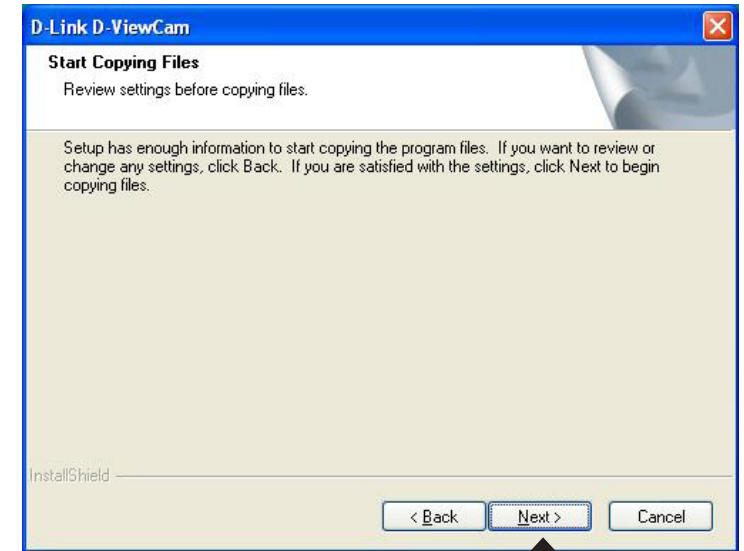 D-Link D-ViewCam
Start Copying Files
Review settings before copying files.
Setup has enough information to start copying the program files. If you want to review or
change any settings, click Back. If you are satisfied with the settings, click Next to begin
copying files.
InstallShield
< Back Next > Cancel